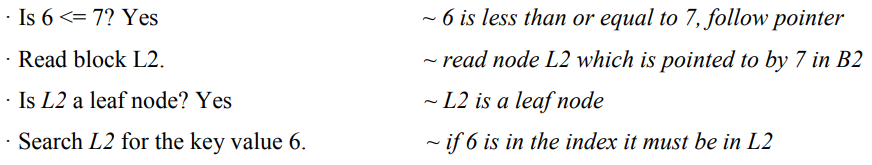 · Is 6 <= 7? Yes ~ 6 is less than or equal to 7, follow pointer
· Read block L2. ~ read node L2 which is pointed to by 7 in B2
· Is L2 a leaf node? Yes ~ L2 is a leaf node
· Search L2 for the key value 6. ~ if 6 is in the index it must be in L2